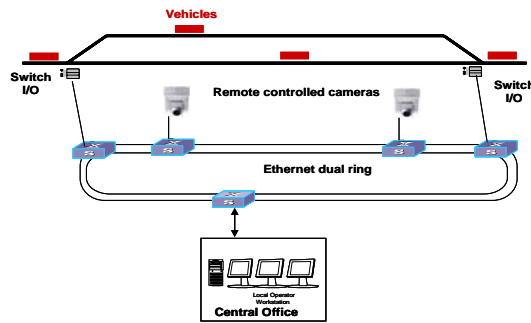 Vehicles
Switch
I/O
Remote controlled cameras
Switch
I/O
Ethernet dual ring
Local Operator
Workstation
Central Office